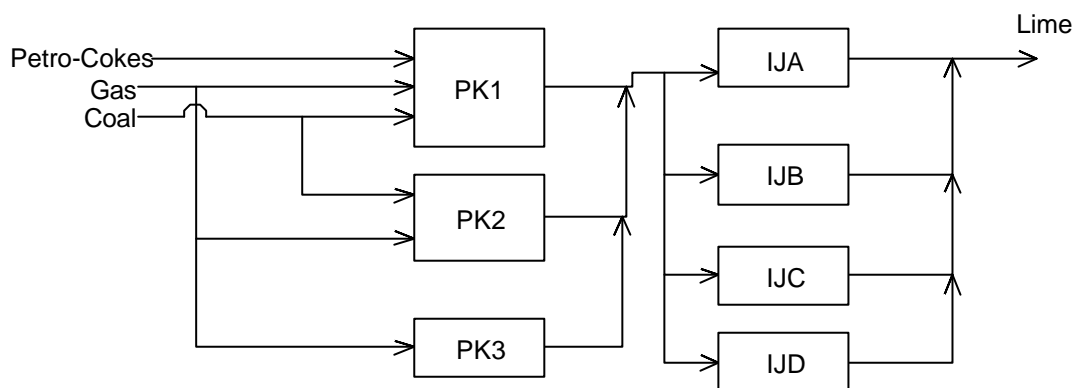 Lime
Petro-Cokes
Gas
Coal
PK1
IJA
IJB
PK2
IJC
PK3
IJD